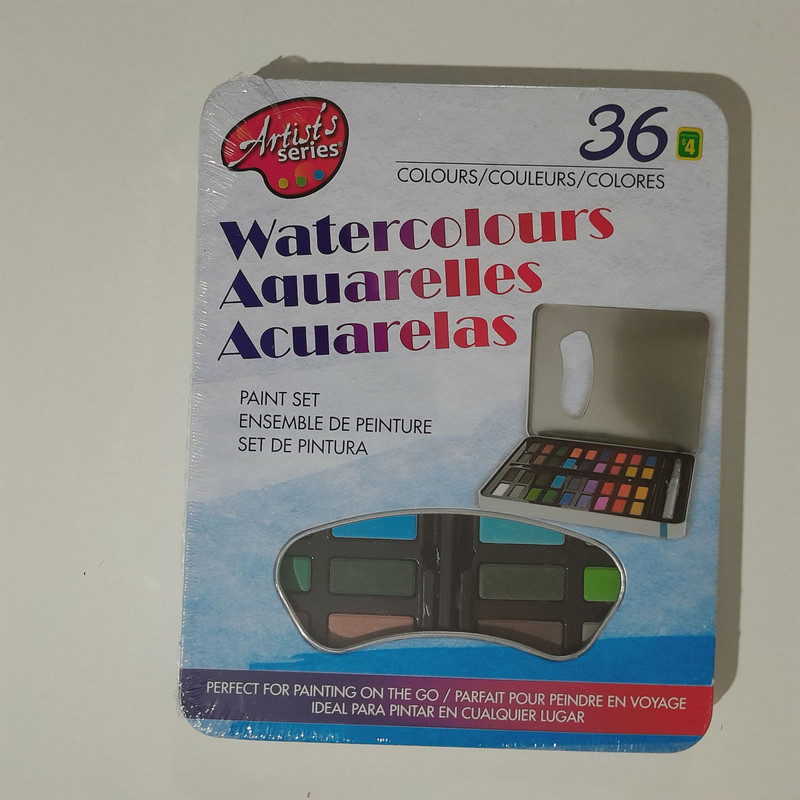 Artist's
series®
36
$4
COLOURS/COULEURS/COLORES
Watercolours
Aquarelles
Acuarelas
PAINT SET
ENSEMBLE DE PEINTURE
SET DE PINTURA
PERFECT FOR PAINTING ON THE GO / PARFAIT POUR PEINDRE EN VOYAGE
IDEAL PARA PINTAR EN CUALQUIER LUGAR